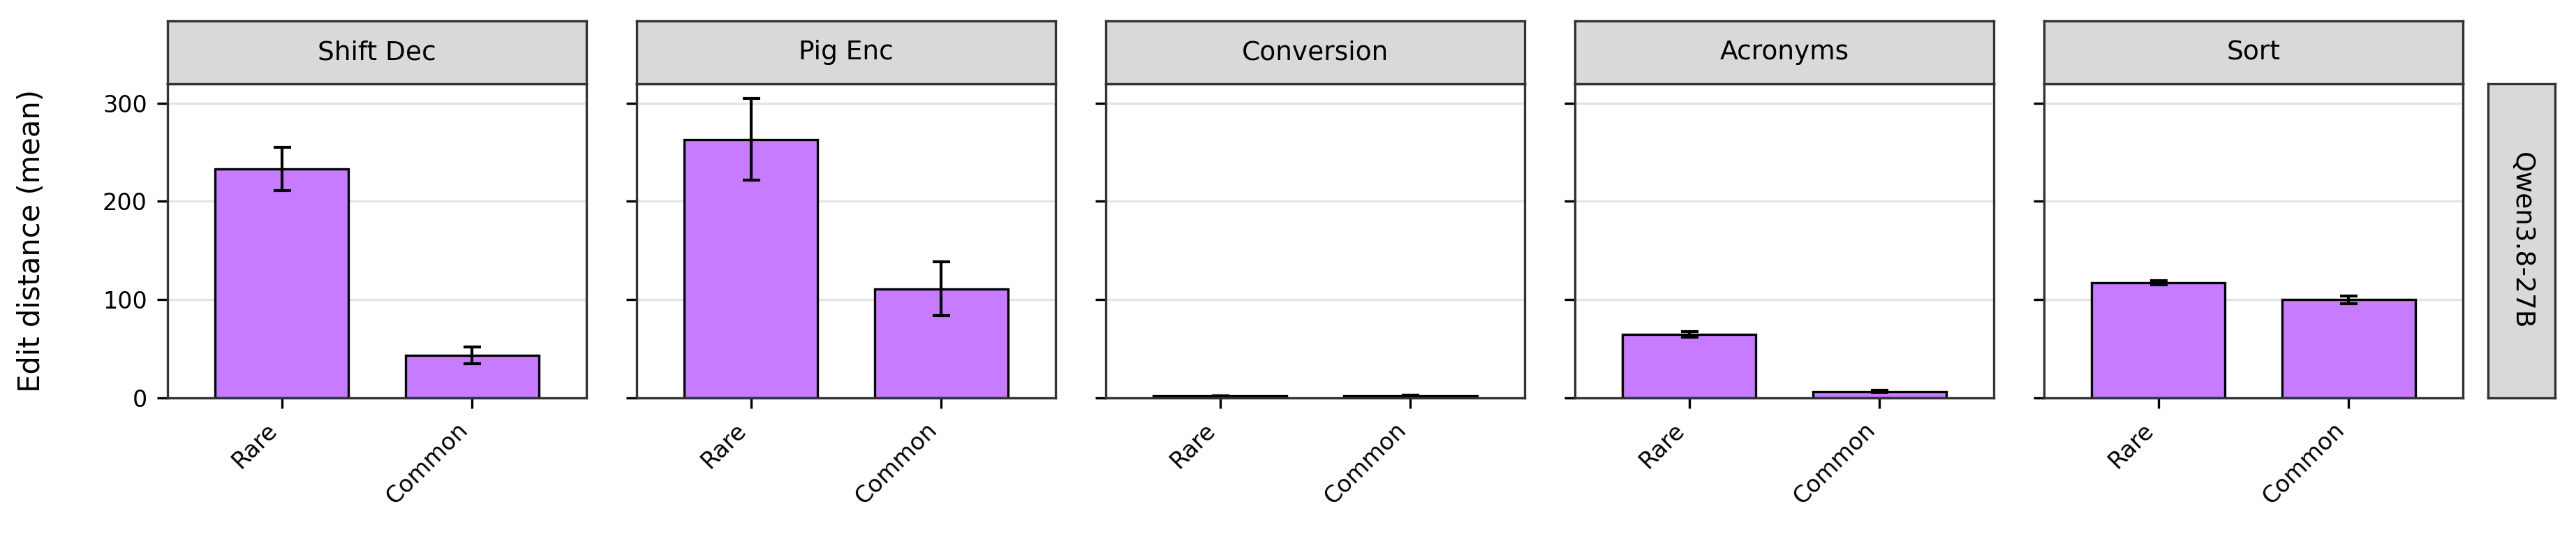 Shift Dec
Pig Enc
Conversion
Acronyms
Sort
Edit distance (mean)
300
200
100
0
Qwen3.8-27B
Rare
Common
Rare
Common
Rare
Common
Rare
Common
Rare
Common